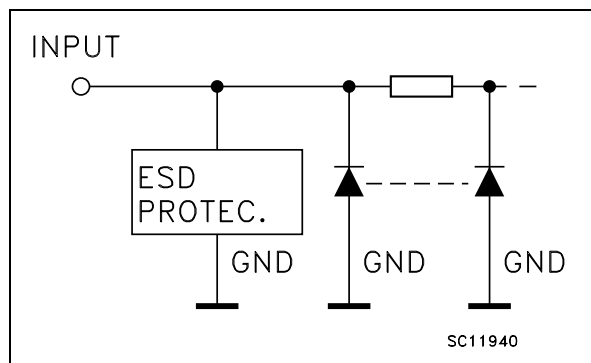 INPUT
ESD
PROTEC.
GND
GND
GND
SC11940